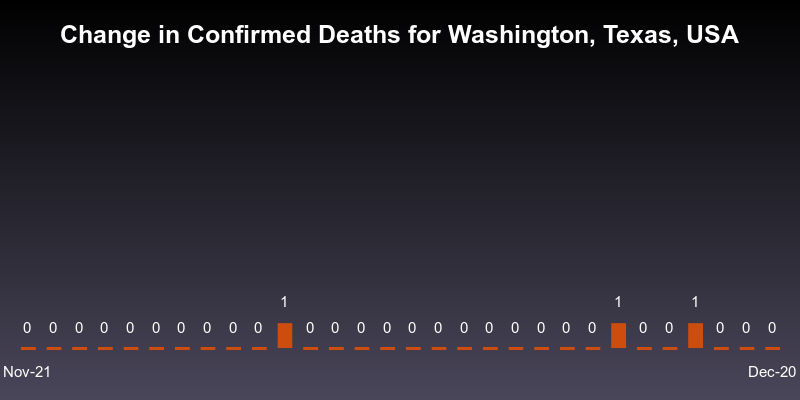 Change in Confirmed Deaths for Washington, Texas, USA
1 1 1
0 0 0 0 0 0 0 0 0 0 0 0 0 0 0 0 0 0 0 0 0 0 0 0 0 0 0
Nov-21 Dec-20